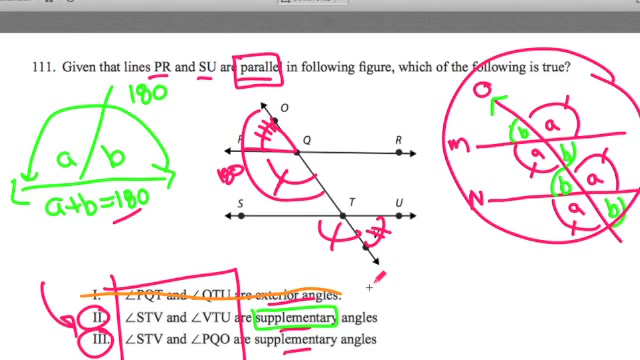 111. Given that lines PR and SU are parallel in following figure, which of the following is true?
180
a b
a+b=180
O
Q R
180
S T U
O
b a
m
a b
b a
N
a b
I. ∠PQT and ∠QTU are exterior angles.
II. ∠STV and ∠VTU are supplementary angles
III. ∠STV and ∠PQO are supplementary angles